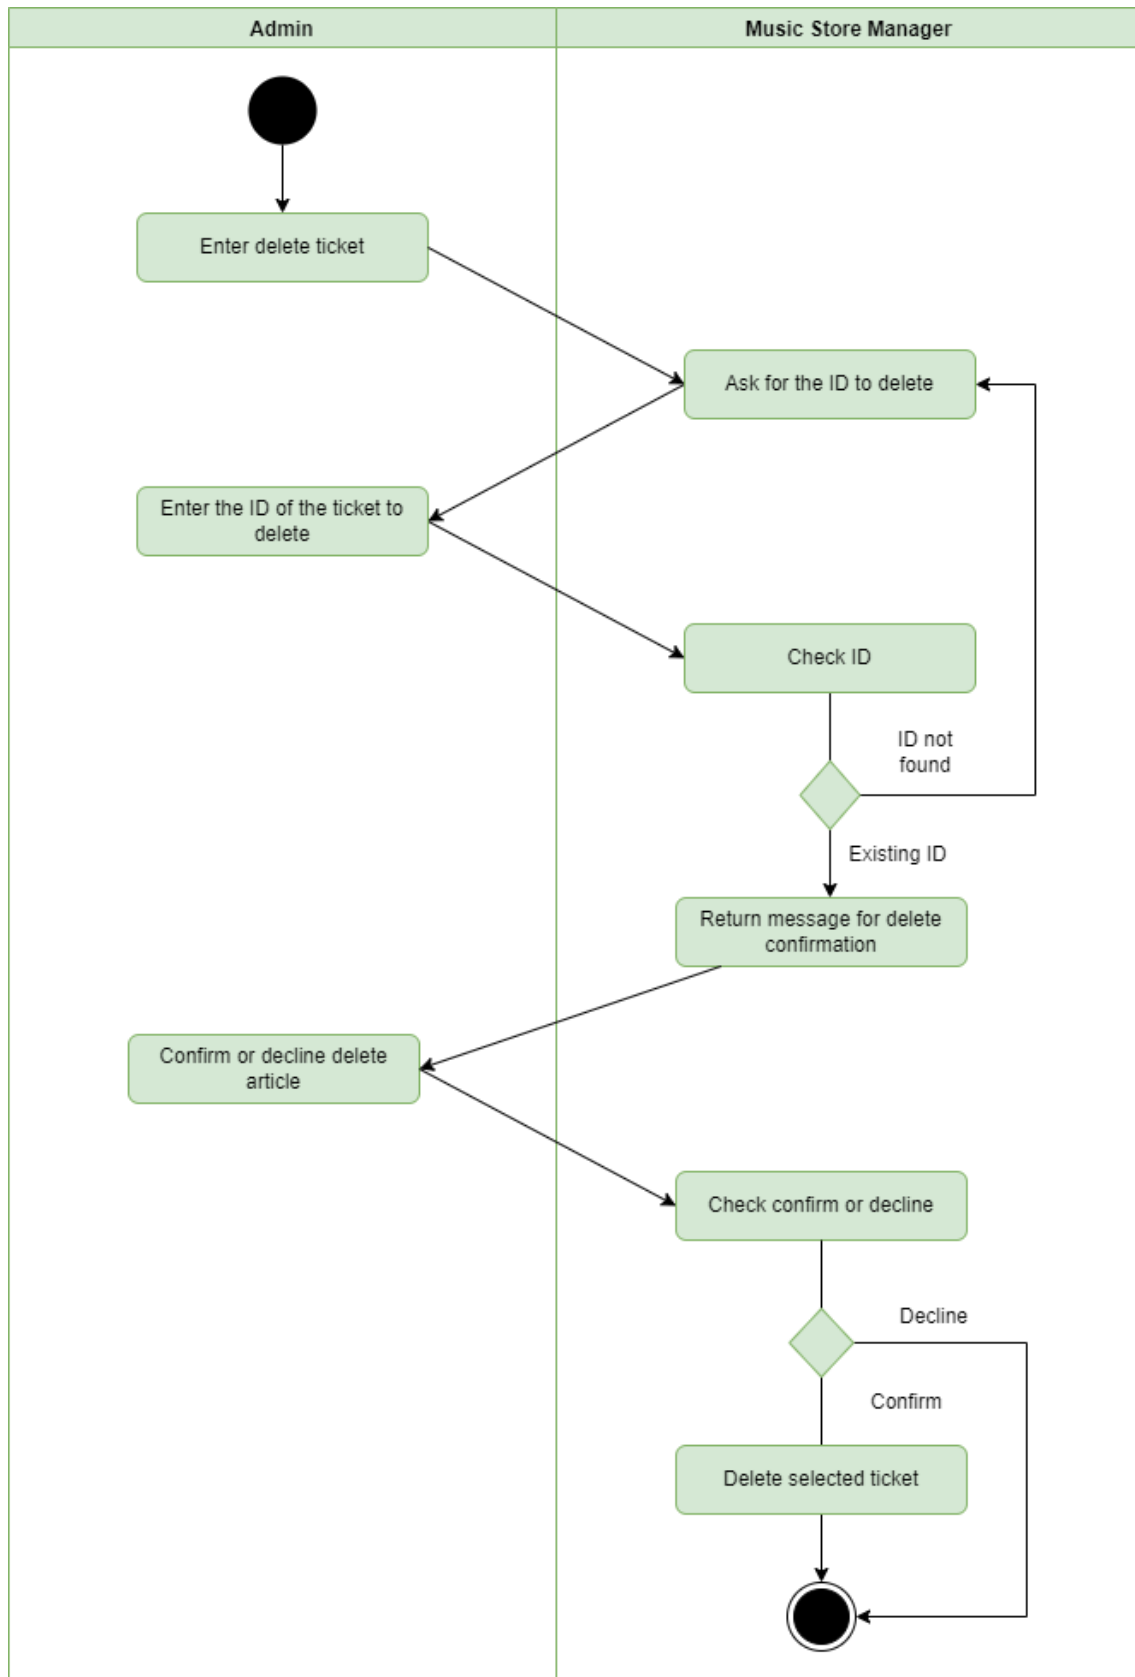 Admin
Music Store Manager
Enter delete ticket
Ask for the ID to delete
Enter the ID of the ticket to
delete
Check ID
ID not
found
Existing ID
Return message for delete
confirmation
Confirm or decline delete
article
Check confirm or decline
Decline
Confirm
Delete selected ticket